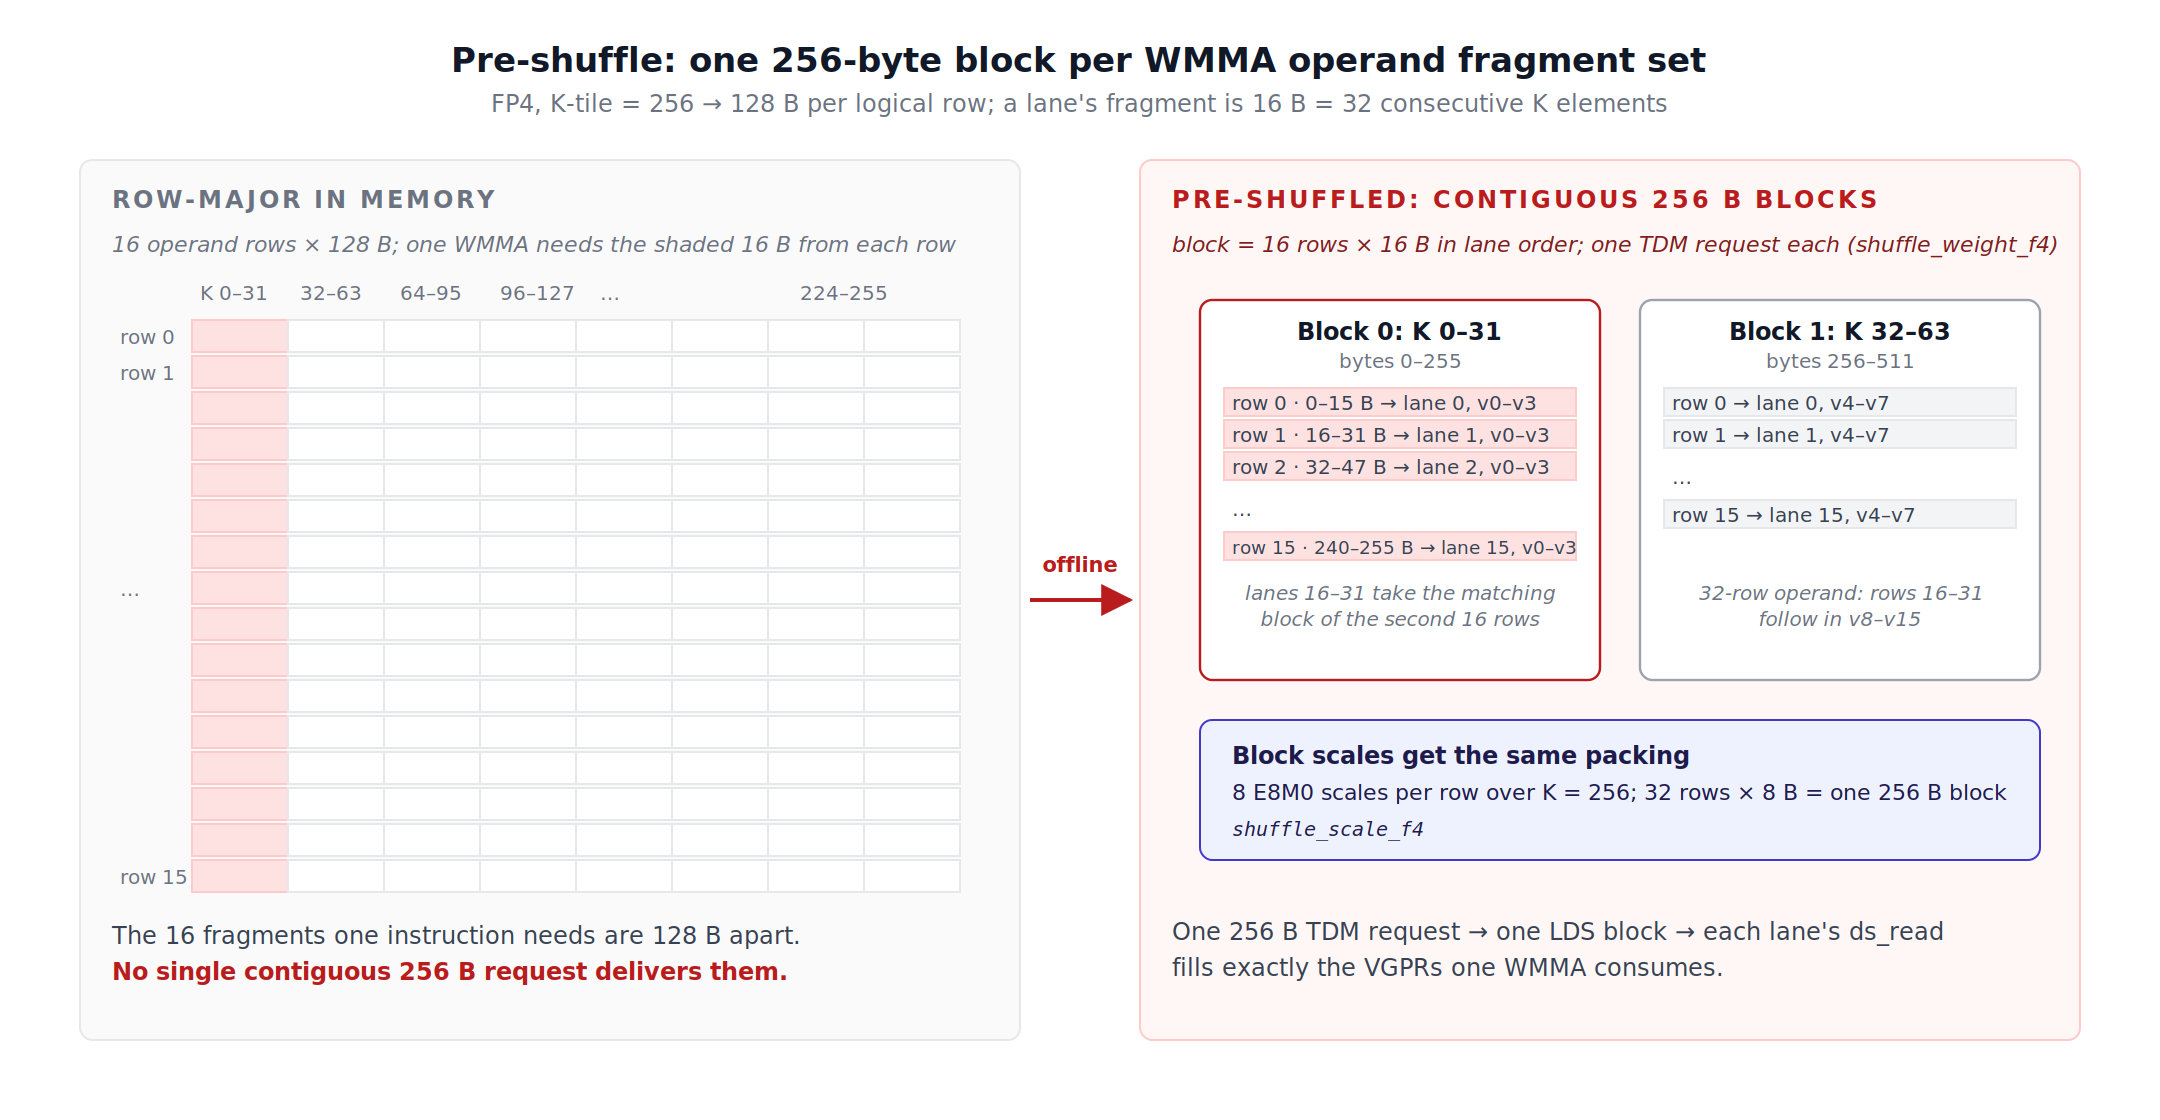 Pre-shuffle: one 256-byte block per WMMA operand fragment set
FP4, K-tile = 256 → 128 B per logical row; a lane's fragment is 16 B = 32 consecutive K elements
ROW-MAJOR IN MEMORY
16 operand rows × 128 B; one WMMA needs the shaded 16 B from each row
K 0–31 32–63 64–95 96–127 … 224–255
row 0
row 1
…
row 15
The 16 fragments one instruction needs are 128 B apart.
No single contiguous 256 B request delivers them.
offline
PRE-SHUFFLED: CONTIGUOUS 256 B BLOCKS
block = 16 rows × 16 B in lane order; one TDM request each (shuffle_weight_f4)
Block 0: K 0–31
bytes 0–255
row 0 · 0–15 B → lane 0, v0–v3
row 1 · 16–31 B → lane 1, v0–v3
row 2 · 32–47 B → lane 2, v0–v3
…
row 15 · 240–255 B → lane 15, v0–v3
lanes 16–31 take the matching
block of the second 16 rows
Block 1: K 32–63
bytes 256–511
row 0 → lane 0, v4–v7
row 1 → lane 1, v4–v7
…
row 15 → lane 15, v4–v7
32-row operand: rows 16–31
follow in v8–v15
Block scales get the same packing
8 E8M0 scales per row over K = 256; 32 rows × 8 B = one 256 B block
shuffle_scale_f4
One 256 B TDM request → one LDS block → each lane's ds_read
fills exactly the VGPRs one WMMA consumes.